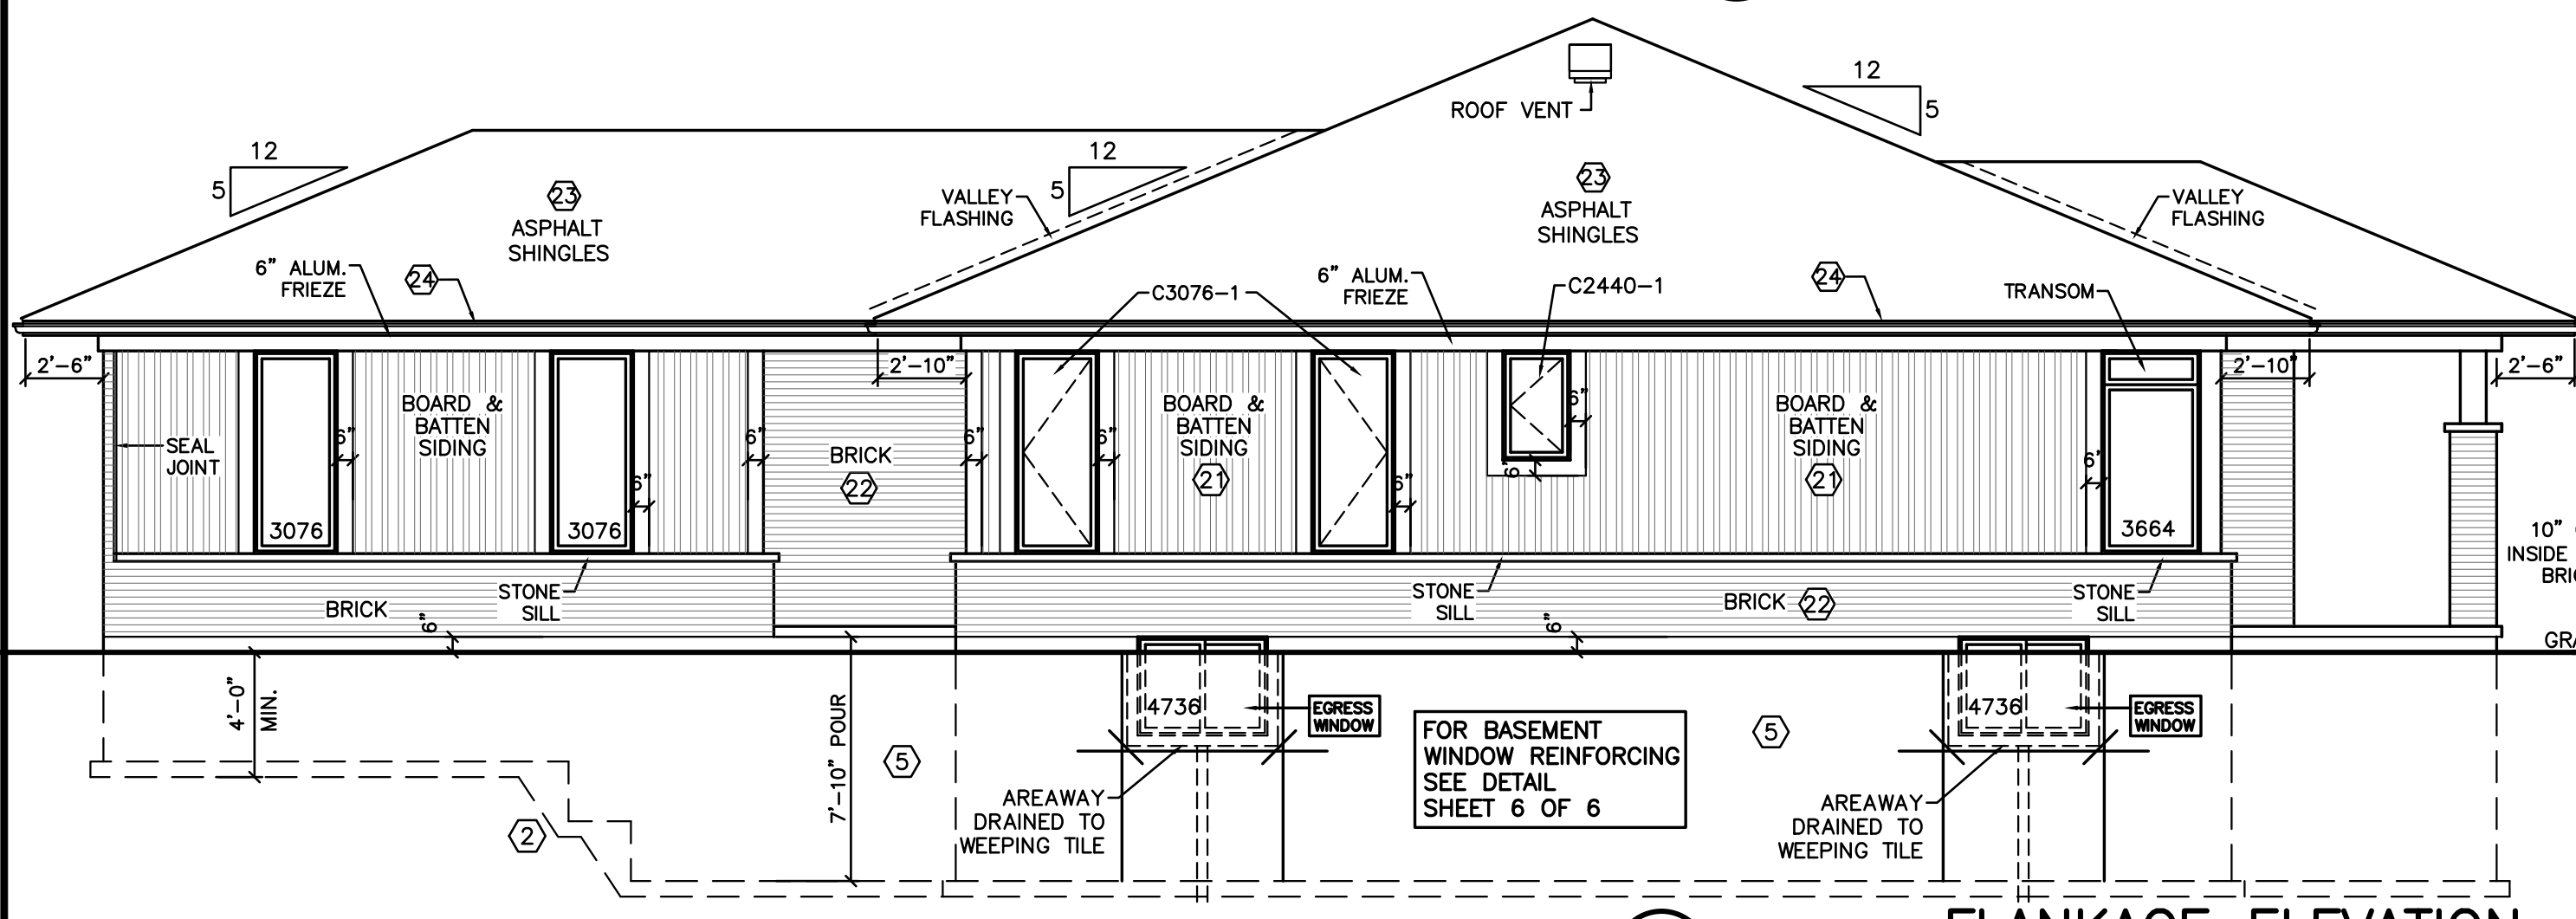 12
5
ROOF VENT
12
5
12
5
23
ASPHALT
SHINGLES
VALLEY
FLASHING
23
ASPHALT
SHINGLES
VALLEY
FLASHING
6" ALUM.
FRIEZE
24
C3076-1
6" ALUM.
FRIEZE
C2440-1
24
TRANSOM
2'-6"
2'-10"
2'-10"
2'-6"
SEAL
JOINT
6"
BOARD &
BATTEN
SIDING
6"
6"
BRICK
22
6"
6"
BOARD &
BATTEN
SIDING
21
6"
6"
6"
BOARD &
BATTEN
SIDING
21
6"
3076
3076
3664
10"
INSIDE
STONE
SILL
BRICK
6"
STONE
SILL
BRICK
22
6"
STONE
SILL
4'-0"
MIN.
7'-10" POUR
5
4736
EGRESS
WINDOW
FOR BASEMENT
WINDOW REINFORCING
SEE DETAIL
SHEET 6 OF 6
5
4736
EGRESS
WINDOW
2
AREAWAY
DRAINED TO
WEEPING TILE
AREAWAY
DRAINED TO
WEEPING TILE
FLANKAGE ELEVATION